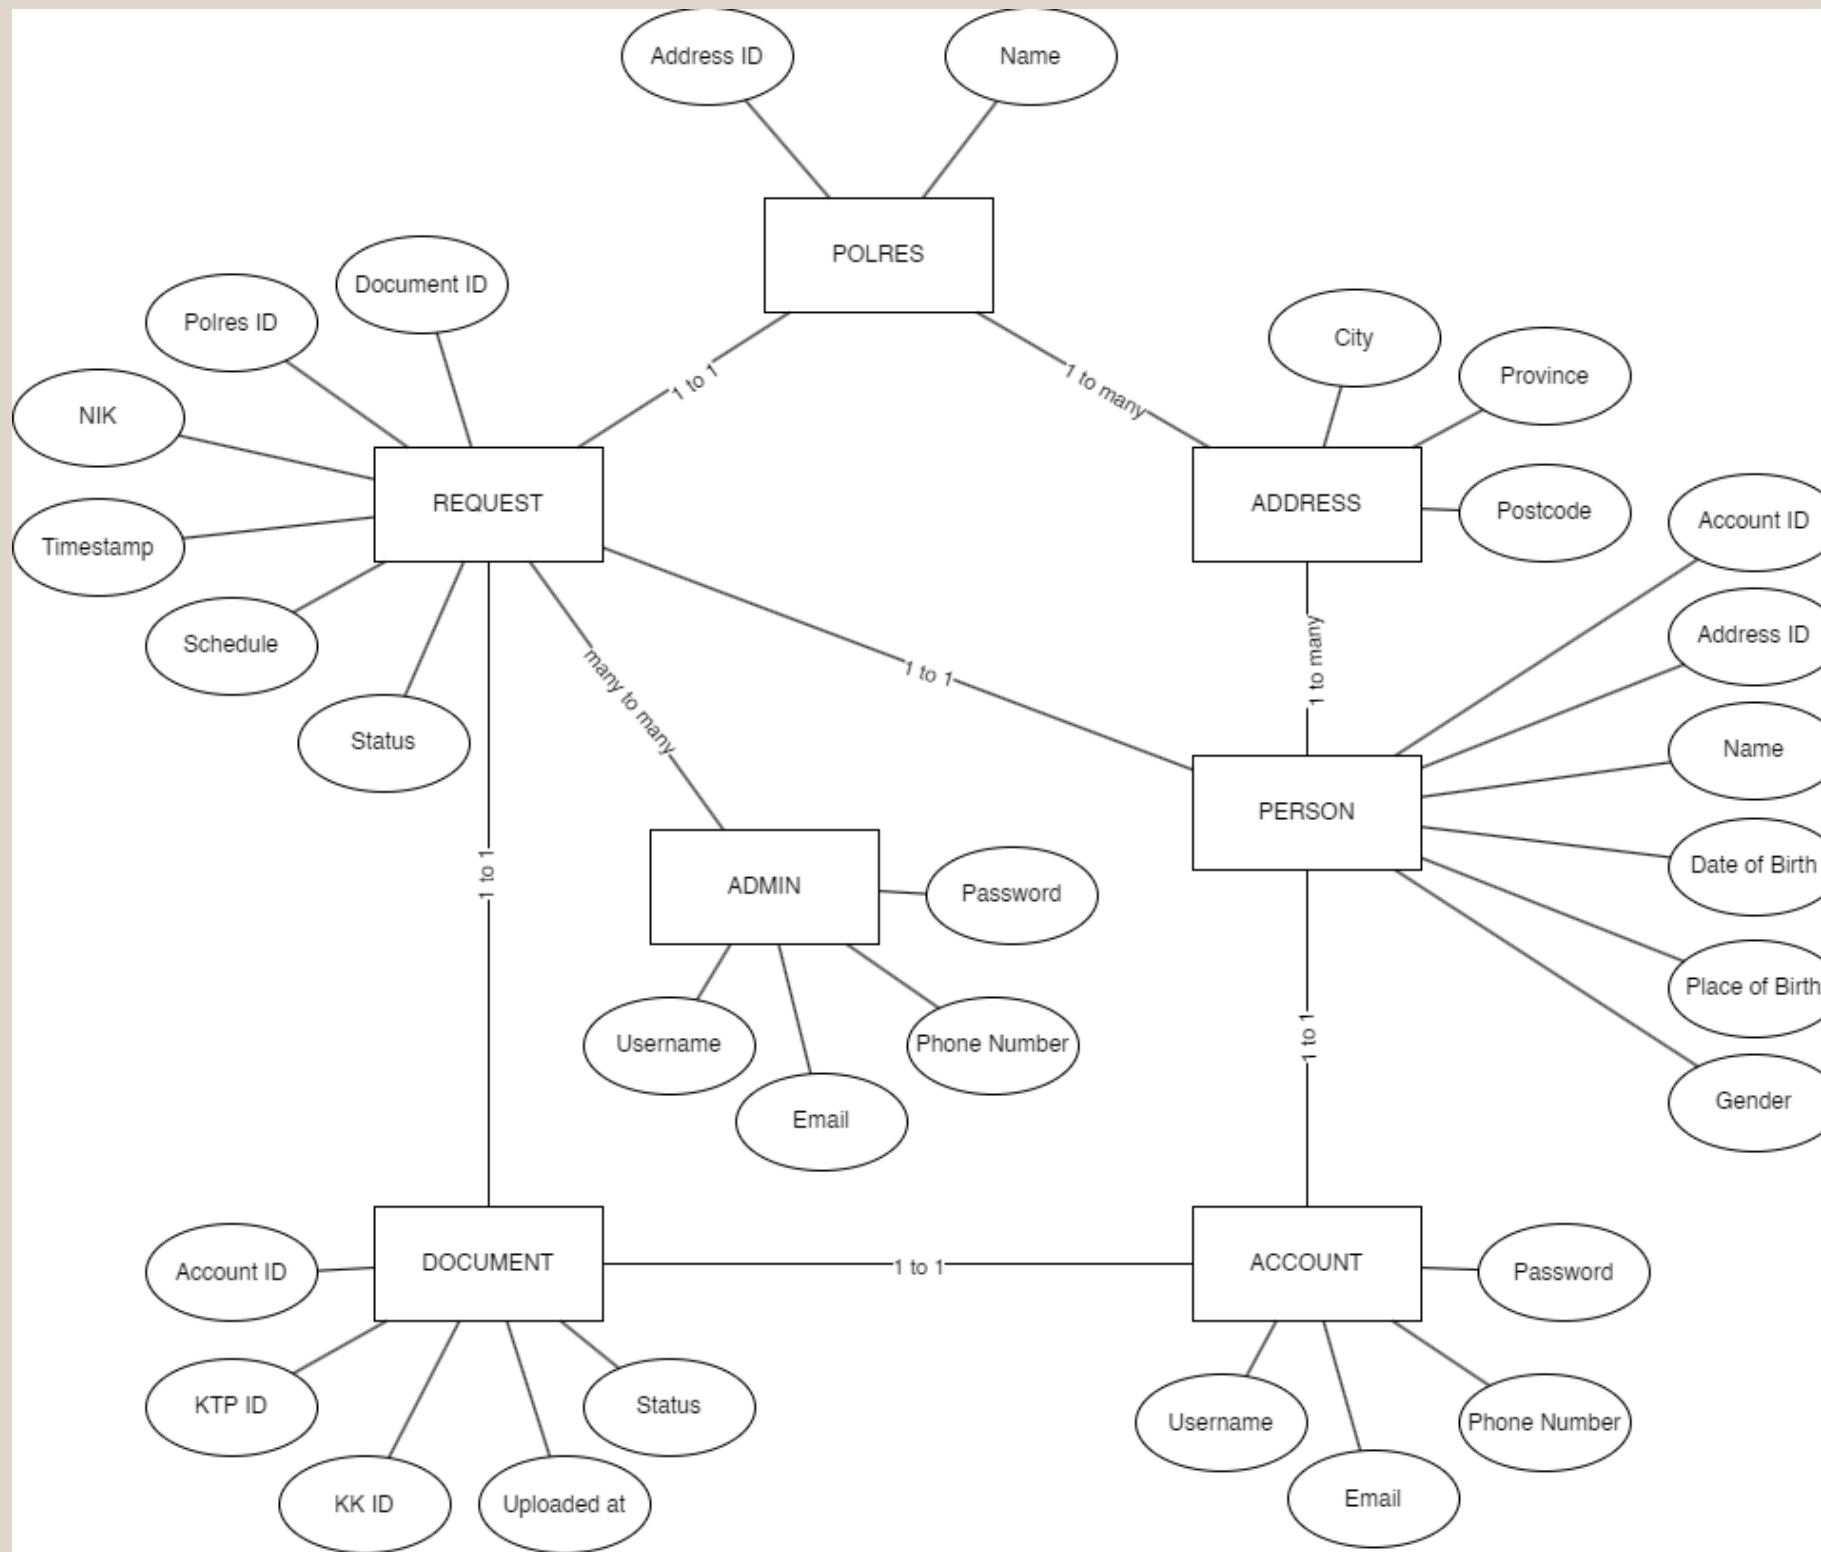 Address ID
Name
POLRES
Document ID
Polres ID
NIK
Timestamp
Schedule
Status
REQUEST
1 to 1
1 to many
City
Province
Postcode
ADDRESS
1 to many
many to many
1 to 1
1 to 1
Account ID
Address ID
Name
Date of Birth
Place of Birth
Gender
PERSON
1 to 1
ADMIN
Password
Username
Phone Number
Email
DOCUMENT
1 to 1
ACCOUNT
Account ID
KTP ID
KK ID
Uploaded at
Status
Password
Username
Phone Number
Email